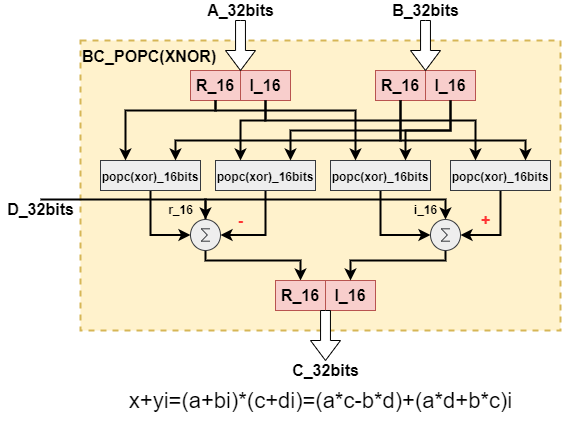 A_32bits B_32bits
BC_POPC(XNOR)
R_16 I_16 R_16 I_16
popc(xor)_16bits popc(xor)_16bits popc(xor)_16bits popc(xor)_16bits
D_32bits r_16 - i_16 +
Σ Σ
R_16 I_16
C_32bits
x+yi=(a+bi)*(c+di)=(a*c-b*d)+(a*d+b*c)i